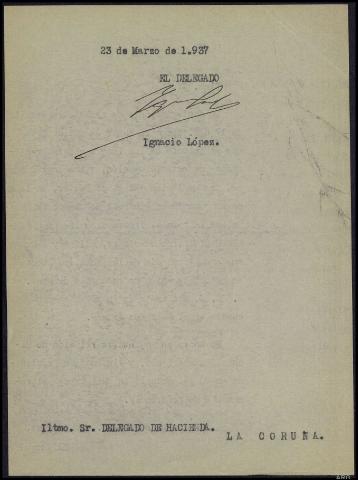 23 de Marzo de 1.937
EL DELEGADO
Ignacio López.
Iltmo. Sr. DELEGADO DE HACIENDA.
LA CORUÑA.